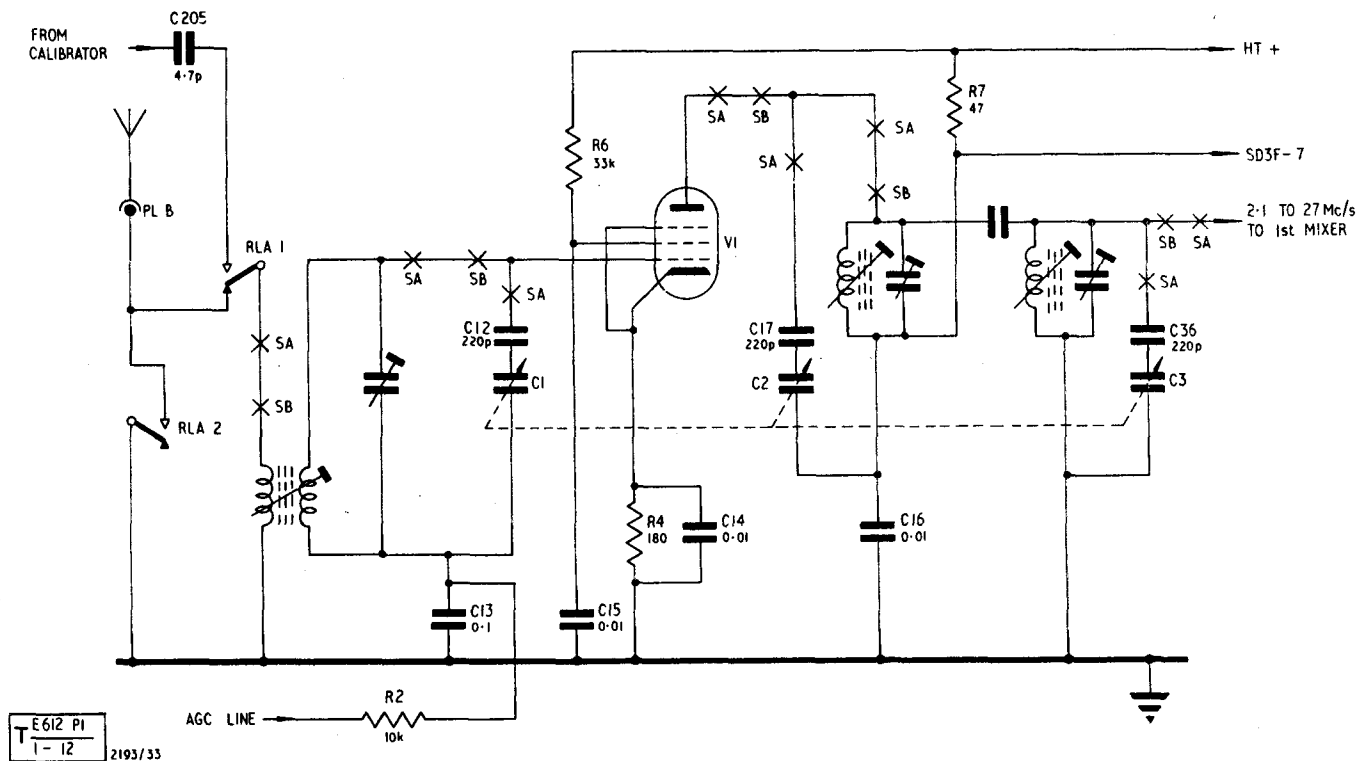 C205
FROM
CALIBRATOR
4·7p
HT +
R7
47
SA
SB
R6
33k
SA
SA
SD3F-7
SB
PL B
V1
2·1 TO 27 Mc/s
TO 1st MIXER
SB
SA
RLA 1
SA
SB
SA
SA
C12
220p
C17
220p
C36
220p
SA
C1
C2
C3
SB
RLA 2
R4
180
C14
0·01
C16
0·01
C13
0·1
C15
0·01
R2
AGC LINE
10k
T E612 P1
1 - 12
2193/33